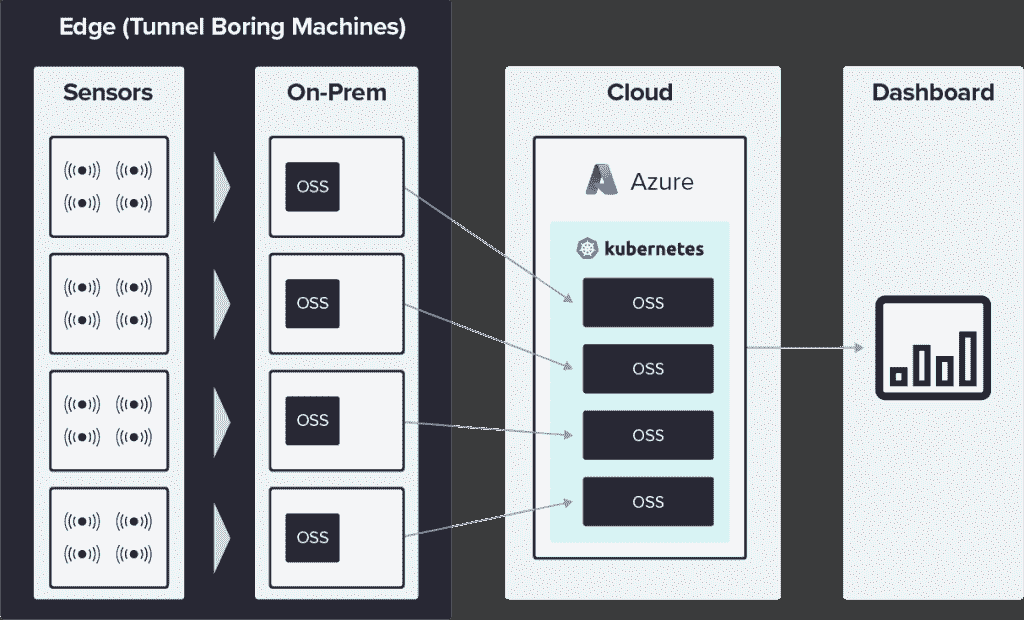 Edge (Tunnel Boring Machines)
Sensors
On-Prem
Cloud
Dashboard
OSS
OSS
OSS
OSS
Azure
kubernetes
OSS
OSS
OSS
OSS